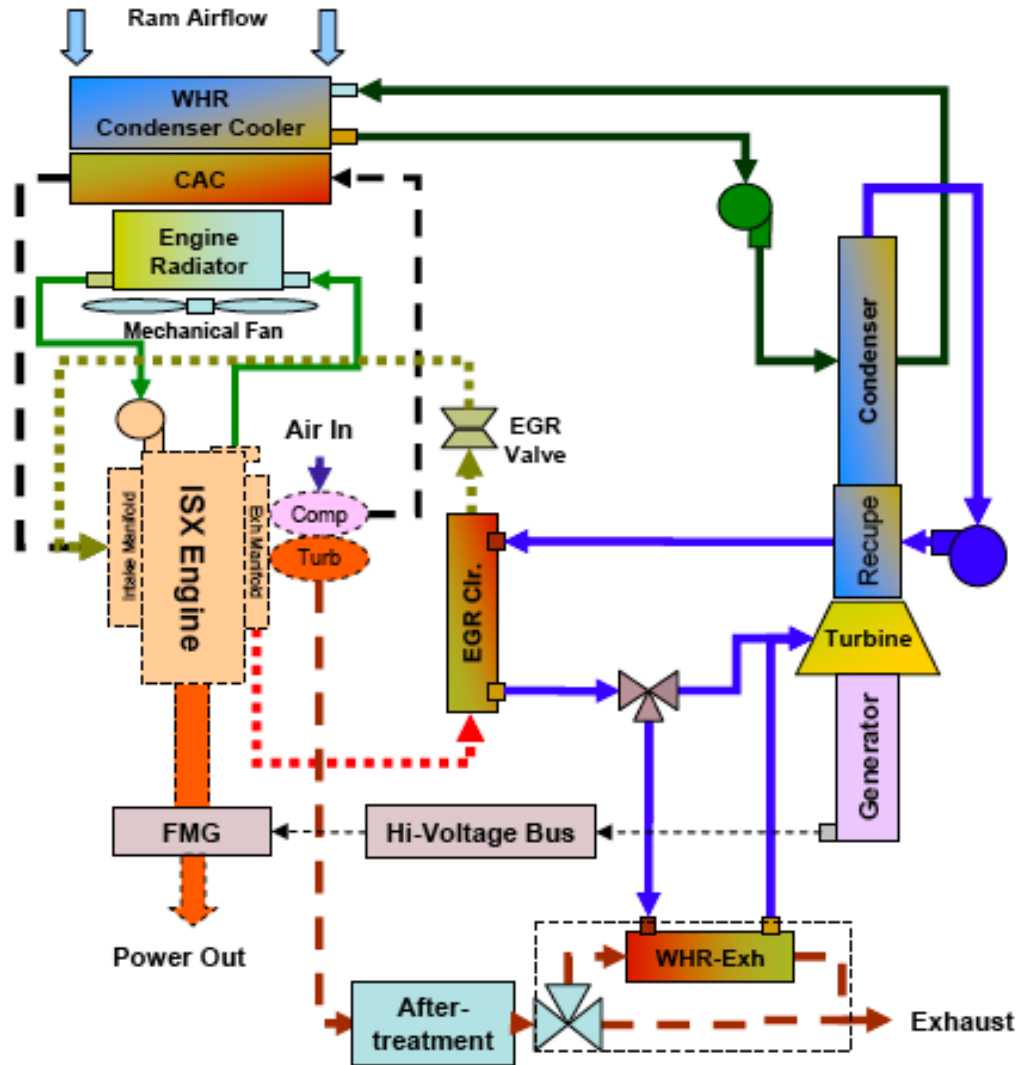 Ram Airflow
WHR
Condenser Cooler
CAC
Engine
Radiator
Mechanical Fan
Air In
EGR
Valve
Condenser
Intake Manifold
ISX Engine
Exh Manifold
Comp
Turb
EGR Clr.
Recupe
Turbine
Generator
FMG
Hi-Voltage Bus
Power Out
WHR-Exh
After-
treatment
Exhaust